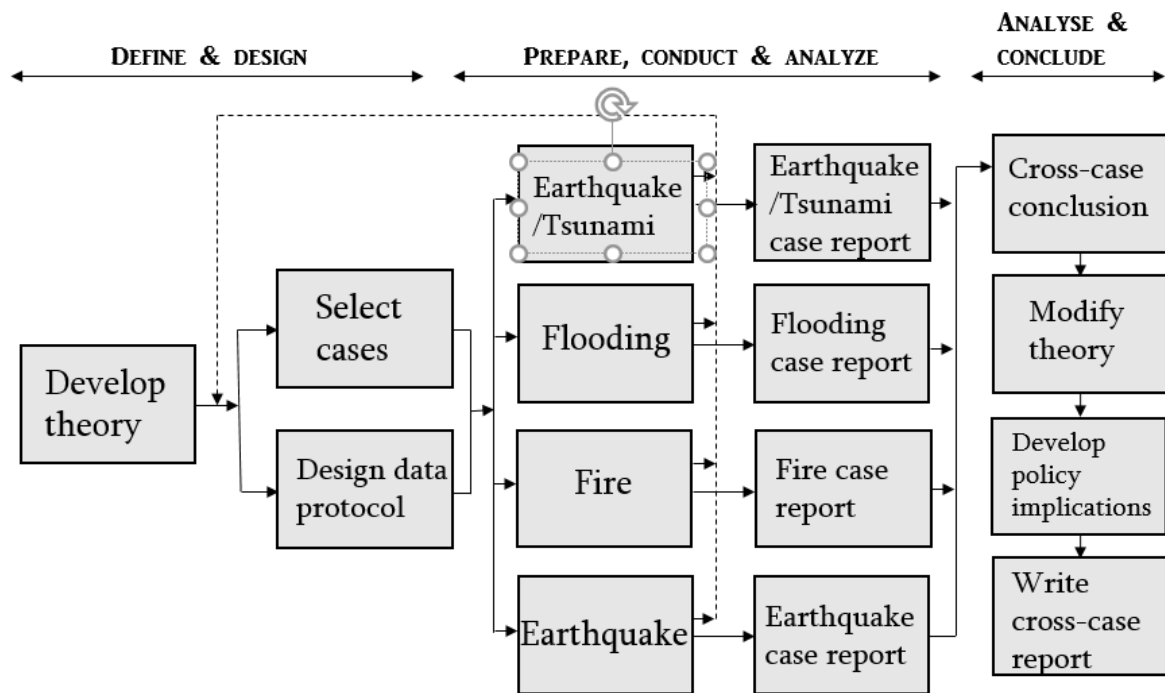 DEFINE & DESIGN
PREPARE, CONDUCT & ANALYZE
ANALYSE &
CONCLUDE
Develop
theory
Select
cases
Design data
protocol
Earthquake
/Tsunami
Flooding
Fire
Earthquake
Earthquake
/Tsunami
case report
Flooding
case report
Fire case
report
Earthquake
case report
Cross-case
conclusion
Modify
theory
Develop
policy
implications
Write
cross-case
report